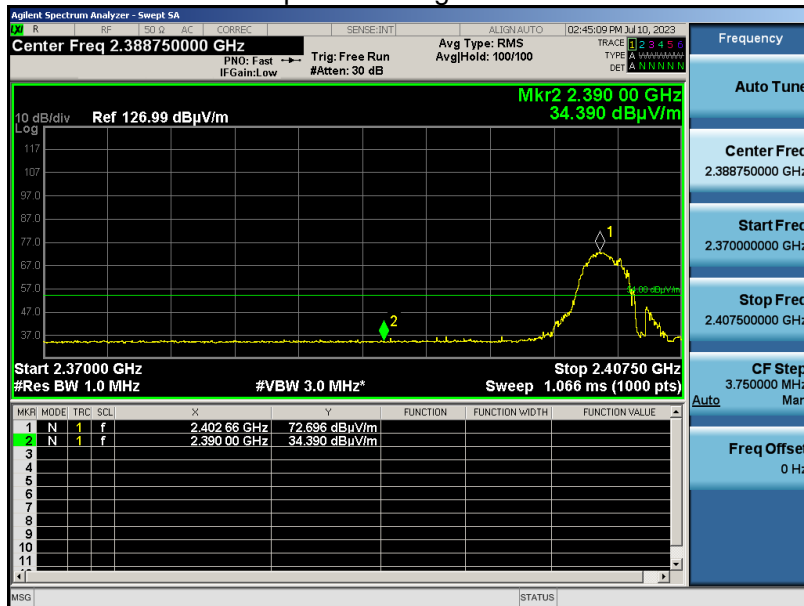 Agilent Spectrum Analyzer - Swept SA
LXI R RF 50 Ω AC CORREC SENSE:INT ALIGN AUTO 02:45:09 PM Jul 10, 2023
Center Freq 2.388750000 GHz
PNO: Fast
IFGain:Low
Trig: Free Run
#Atten: 30 dB
Avg Type: RMS
Avg|Hold: 100/100
TRACE 1 2 3 4 5 6
TYPE A
DET A N N N N N
Mkr2 2.390 00 GHz
34.390 dBµV/m
10 dB/div Ref 126.99 dBµV/m
Log
117
107
97.0
87.0
77.0
67.0
57.0
47.0
37.0
1
2
54.00 dBµV/m
Start 2.37000 GHz Stop 2.40750 GHz
#Res BW 1.0 MHz #VBW 3.0 MHz* Sweep 1.066 ms (1000 pts)
MKR MODE TRC SCL X Y FUNCTION FUNCTION WIDTH FUNCTION VALUE
1 N 1 f 2.402 66 GHz 72.696 dBµV/m
2 N 1 f 2.390 00 GHz 34.390 dBµV/m
3
4
5
6
7
8
9
10
11
MSG STATUS
Frequency
Auto Tune
Center Freq
2.388750000 GHz
Start Freq
2.370000000 GHz
Stop Freq
2.407500000 GHz
CF Step
3.750000 MHz
Auto Man
Freq Offset
0 Hz